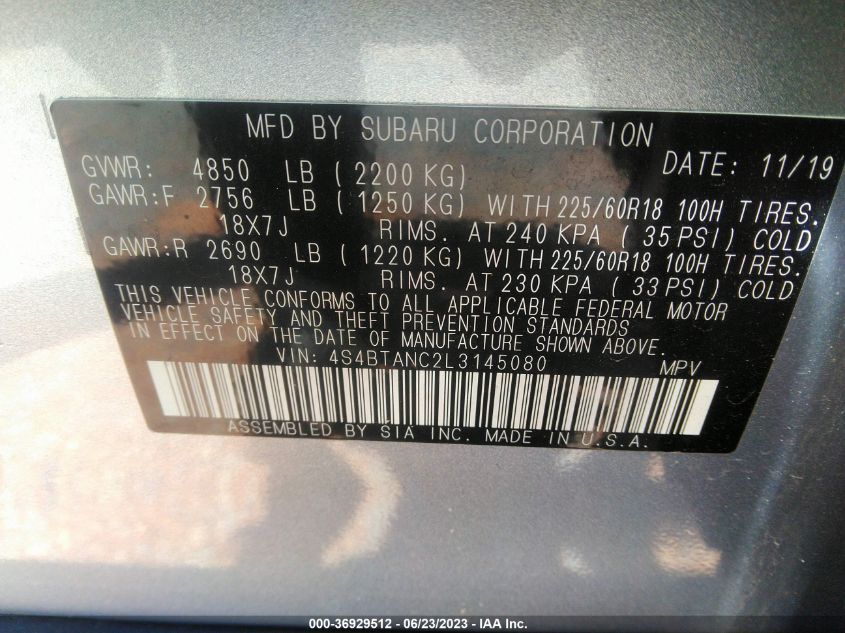 MFD BY SUBARU CORPORATION
GVWR: 4850 LB ( 2200 KG) DATE: 11/19
GAWR:F 2756 LB ( 1250 KG) WITH 225/60R18 100H TIRES.
18X7J RIMS. AT 240 KPA ( 35 PSI) COLD
GAWR:R 2690 LB ( 1220 KG) WITH 225/60R18 100H TIRES.
18X7J RIMS. AT 230 KPA ( 33 PSI) COLD
THIS VEHICLE CONFORMS TO ALL APPLICABLE FEDERAL MOTOR
VEHICLE SAFETY AND THEFT PREVENTION STANDARDS
IN EFFECT ON THE DATE OF MANUFACTURE SHOWN ABOVE.
VIN: 4S4BTANC2L3145080 MPV
ASSEMBLED BY SIA INC. MADE IN U.S.A.
000-36929512 - 06/23/2023 - IAA Inc.